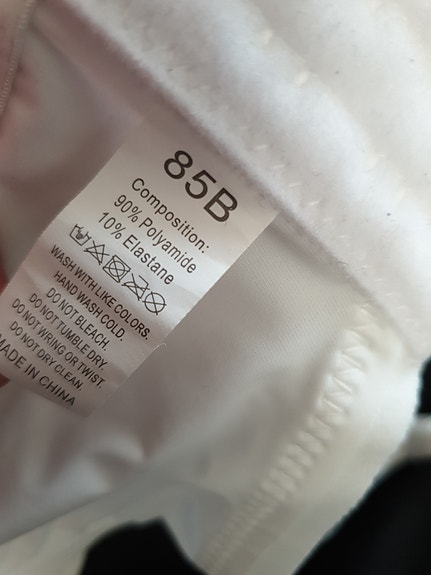 85B
Composition:
90% Polyamide
10% Elastane
WASH WITH LIKE COLORS.
HAND WASH COLD.
DO NOT BLEACH.
DO NOT TUMBLE DRY.
DO NOT WRING OR TWIST.
DO NOT DRY CLEAN.
MADE IN CHINA